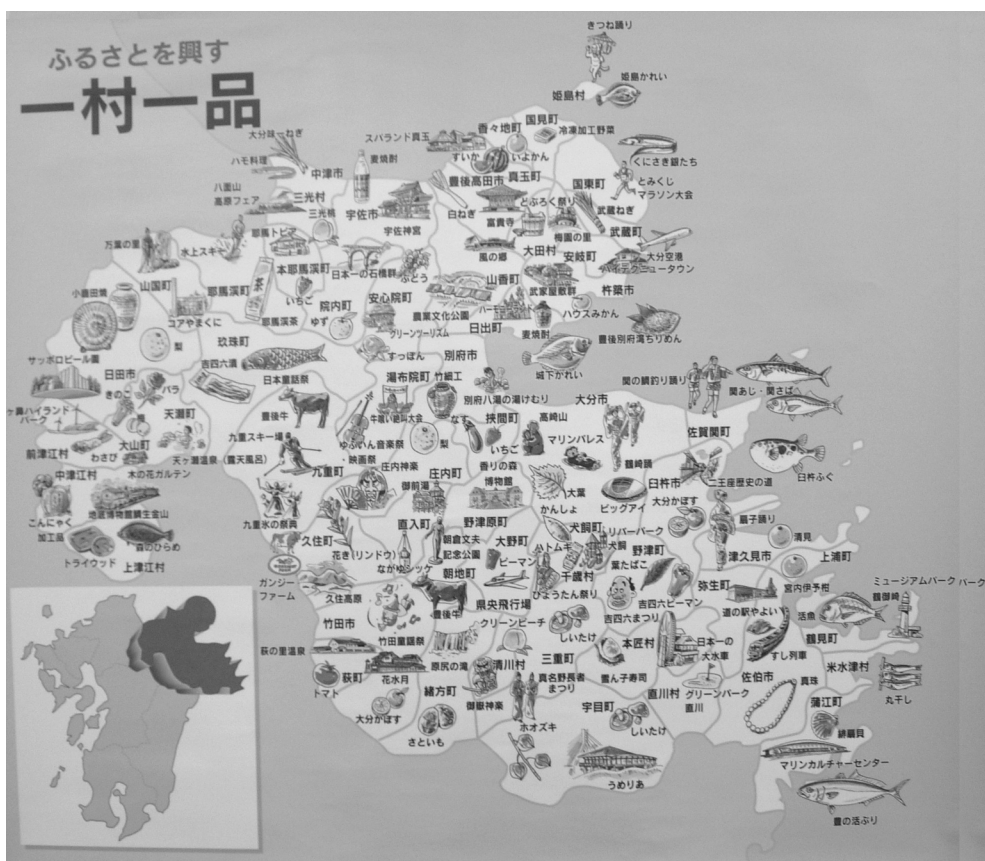 ふるさとを興す
一村一品
きつね踊り
姫島かれい
姫島村
国見町
香々地町
冷凍加工野菜
スパランド真玉
すいか
いよかん
くにさき銀たち
大分味一ねぎ
ハモ料理
中津市
麦焼酎
豊後高田市
真玉町
国東町
とみくじ
マラソン大会
八面山
高原フェア
三光村
三光桃
宇佐市
宇佐神宮
白ねぎ
富貴寺
どぶろく祭り
武蔵ねぎ
梅園の里
武蔵町
万葉の里
水上スキー
耶馬トピア
風の郷
大田村
安岐町
大分空港
ハイテクニュータウン
本耶馬溪町
日本一の石橋群
ぶどう
山香町
武家屋敷群
杵築市
小鹿田焼
山国町
耶馬溪町
茶
いちご
院内町
安心院町
農業文化公園
ハーモニーランド
ハウスみかん
コアやまくに
耶馬溪茶
ゆず
グリーンツーリズム
日出町
麦焼酎
豊後別府湾ちりめん
梨
玖珠町
すっぽん
別府市
サッポロビール園
吉四六漬
日本童話祭
城下かれい
日田市
きのこ
バラ
湯布院町
竹細工
関の鯛釣り踊り
関あじ・関さば
豊後牛
牛喰い絶叫大会
別府八湯の湯けむり
大分市
ハイランド
パーク
天瀬町
ゆふいん音楽祭
・映画祭
なす
挾間町
高崎山
佐賀関町
大山町
九重スキー場
梨
いちご
マリンパレス
前津江村
わさび
天ヶ瀬温泉(露天風呂)
九重町
庄内神楽
庄内町
香りの森
博物館
鶴崎踊
臼杵市
二王座歴史の道
臼杵ふぐ
中津江村
木の花ガルテン
御前湯
大葉
ビッグアイ
大分かぼす
地底博物館鯛生金山
九重氷の祭典
かんしょ
扇子踊り
こんにゃく
加工品
久住町
直入町
野津原町
犬飼町
リバーパーク
犬飼
清見
森のひらめ
花き(リンドウ)
朝倉文夫
記念公園
大野町
ハトムギ
野津町
津久見市
上浦町
トライウッド
上津江村
ながゆシッケ
ピーマン
葉たばこ
ガンジー
ファーム
朝地町
千歳村
弥生町
宮内伊予柑
ミュージアムパーク
鶴御崎
久住高原
豊後牛
県央飛行場
ひょうたん祭り
吉四六ピーマン
道の駅やよい
活魚
竹田市
竹田童謡祭
クリーンピーチ
しいたけ
吉四六まつり
本匠村
日本一の
大水車
すし列車
鶴見町
荻の里温泉
原尻の滝
清川村
三重町
米水津村
荻町
花水月
真名野長者
まつり
雪ん子寿司
佐伯市
真珠
丸干し
トマト
緒方町
御嶽神楽
直川村
グリーンパーク
直川
蒲江町
大分かぼす
宇目町
緋扇貝
さといも
ホオズキ
しいたけ
マリンカルチャーセンター
うめりあ
豊の活ぶり